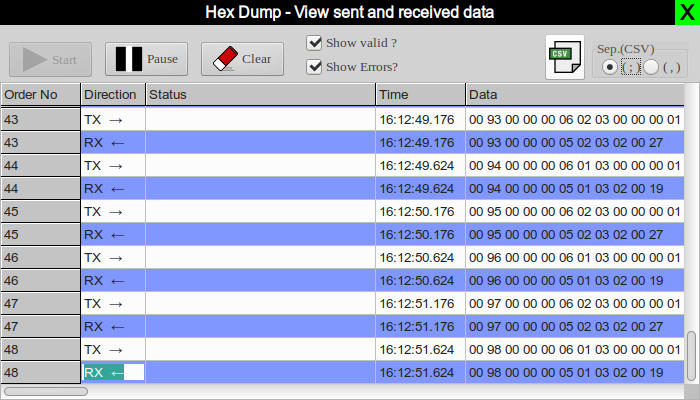 Hex Dump - View sent and received data X
Start Pause Clear Show valid ? Show Errors? CSV Sep.(CSV) ( ; ) ( , )
Order No Direction Status Time Data
43 TX → 16:12:49.176 00 93 00 00 00 06 02 03 00 00 00 01
43 RX ← 16:12:49.176 00 93 00 00 00 05 02 03 02 00 27
44 TX → 16:12:49.624 00 94 00 00 00 06 01 03 00 00 00 01
44 RX ← 16:12:49.624 00 94 00 00 00 05 01 03 02 00 19
45 TX → 16:12:50.176 00 95 00 00 00 06 02 03 00 00 00 01
45 RX ← 16:12:50.176 00 95 00 00 00 05 02 03 02 00 27
46 TX → 16:12:50.624 00 96 00 00 00 06 01 03 00 00 00 01
46 RX ← 16:12:50.624 00 96 00 00 00 05 01 03 02 00 19
47 TX → 16:12:51.176 00 97 00 00 00 06 02 03 00 00 00 01
47 RX ← 16:12:51.176 00 97 00 00 00 05 02 03 02 00 27
48 TX → 16:12:51.624 00 98 00 00 00 06 01 03 00 00 00 01
48 RX ← 16:12:51.624 00 98 00 00 00 05 01 03 02 00 19